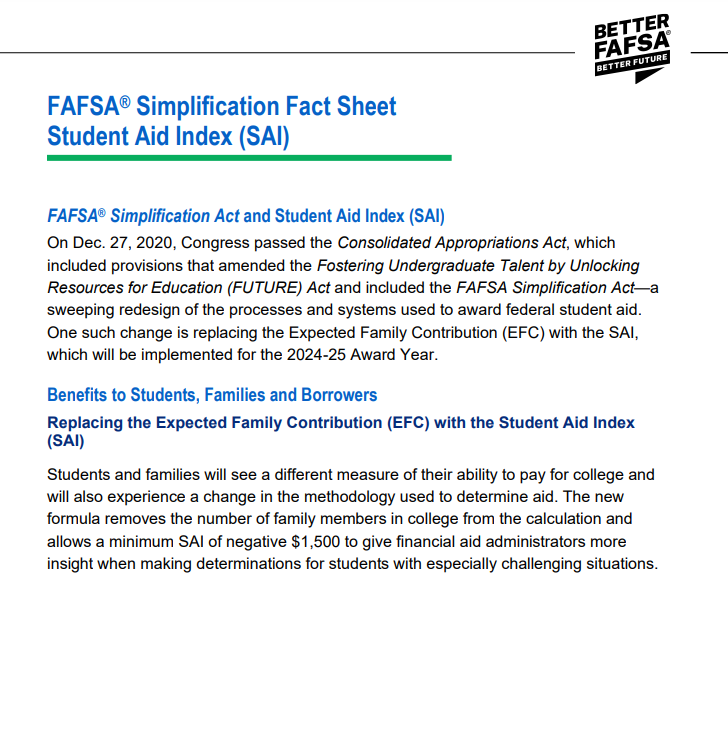 BETTER
FAFSA®
BETTER FUTURE
FAFSA® Simplification Fact Sheet
Student Aid Index (SAI)
FAFSA® Simplification Act and Student Aid Index (SAI)
On Dec. 27, 2020, Congress passed the Consolidated Appropriations Act, which
included provisions that amended the Fostering Undergraduate Talent by Unlocking
Resources for Education (FUTURE) Act and included the FAFSA Simplification Act—a
sweeping redesign of the processes and systems used to award federal student aid.
One such change is replacing the Expected Family Contribution (EFC) with the SAI,
which will be implemented for the 2024-25 Award Year.
Benefits to Students, Families and Borrowers
Replacing the Expected Family Contribution (EFC) with the Student Aid Index
(SAI)
Students and families will see a different measure of their ability to pay for college and
will also experience a change in the methodology used to determine aid. The new
formula removes the number of family members in college from the calculation and
allows a minimum SAI of negative $1,500 to give financial aid administrators more
insight when making determinations for students with especially challenging situations.